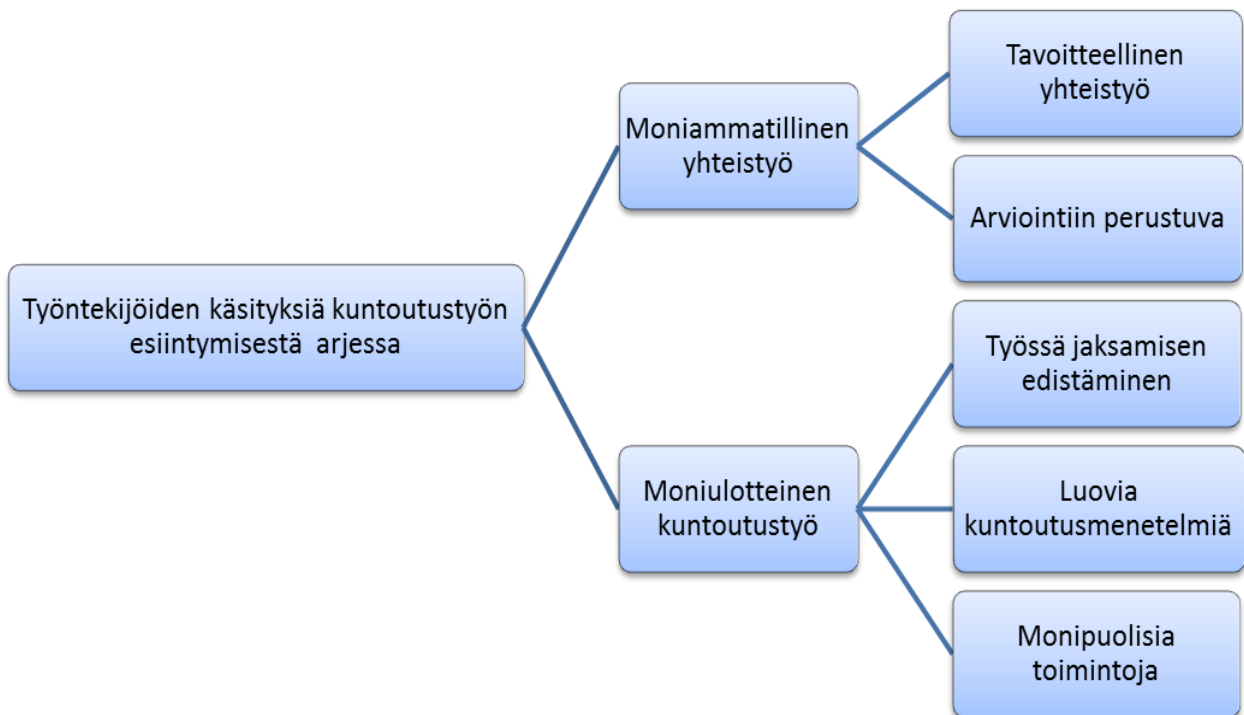 Työntekijöiden käsityksiä kuntoutustyön
esiintymisestä arjessa
Moniammatillinen
yhteistyö
Tavoitteellinen
yhteistyö
Arviointiin perustuva
Moniulotteinen
kuntoutustyö
Työssä jaksamisen
edistäminen
Luovia
kuntoutusmenetelmiä
Monipuolisia
toimintoja